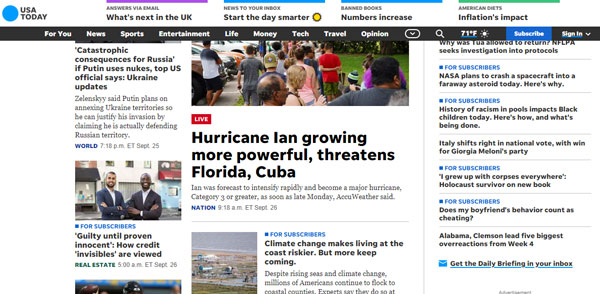 USA
TODAY
ANSWERS VIA EMAIL
What's next in the UK
NEWS TO YOUR INBOX
Start the day smarter
BANNED BOOKS
Numbers increase
AMERICAN DIETS
Inflation's impact
For You News Sports Entertainment Life Money Tech Travel Opinion 71°F Subscribe Sign In
'Catastrophic
consequences for Russia'
if Putin uses nukes, top US
official says: Ukraine
updates
Zelenskyy said Putin plans on
annexing Ukraine territories so
he can justify his invasion by
claiming he is actually defending
Russian territory.
WORLD 7:18 p.m. ET Sept. 25
FOR SUBSCRIBERS
'Guilty until proven
innocent': How credit
'invisibles' are viewed
REAL ESTATE 5:00 a.m. ET Sept. 26
LIVE
Hurricane Ian growing
more powerful, threatens
Florida, Cuba
Ian was forecast to intensify rapidly and become a major hurricane,
Category 3 or greater, as soon as late Monday, AccuWeather said.
NATION 9:18 a.m. ET Sept. 26
FOR SUBSCRIBERS
Climate change makes living at the
coast riskier. But more keep
coming.
Despite rising seas and climate change,
millions of Americans continue to flock to
coastal counties. Experts say they do so at
Why was Tua allowed to return? NFLPA
seeks investigation into protocols
FOR SUBSCRIBERS
NASA plans to crash a spacecraft into a
faraway asteroid today. Here's why.
FOR SUBSCRIBERS
History of racism in pools impacts Black
children today. Here's how, and what's
being done.
Italy shifts right in national vote, with win
for Giorgia Meloni's party
FOR SUBSCRIBERS
'I grew up with corpses everywhere':
Holocaust survivor on new book
FOR SUBSCRIBERS
Does my boyfriend's behavior count as
cheating?
Alabama, Clemson lead five biggest
overreactions from Week 4
Get the Daily Briefing in your inbox
Advertisement